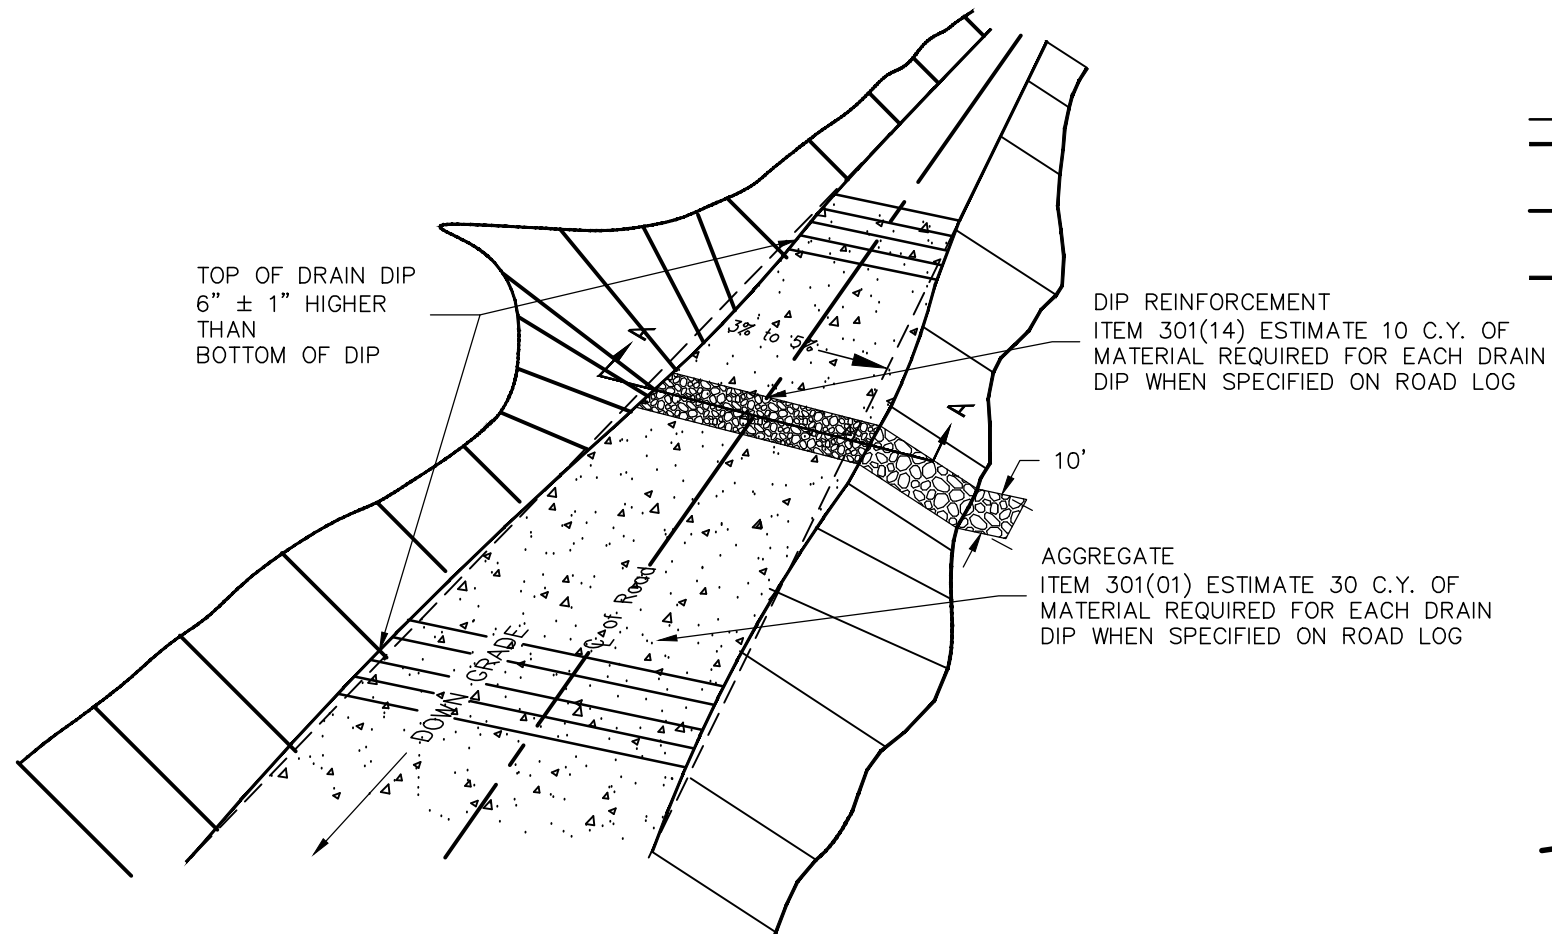 TOP OF DRAIN DIP
6" ± 1" HIGHER
THAN
BOTTOM OF DIP
A
3% to 5%
DIP REINFORCEMENT
ITEM 301(14) ESTIMATE 10 C.Y. OF
MATERIAL REQUIRED FOR EACH DRAIN
DIP WHEN SPECIFIED ON ROAD LOG
A
10'
AGGREGATE
ITEM 301(01) ESTIMATE 30 C.Y. OF
MATERIAL REQUIRED FOR EACH DRAIN
DIP WHEN SPECIFIED ON ROAD LOG
℄ of Road
DOWN GRADE